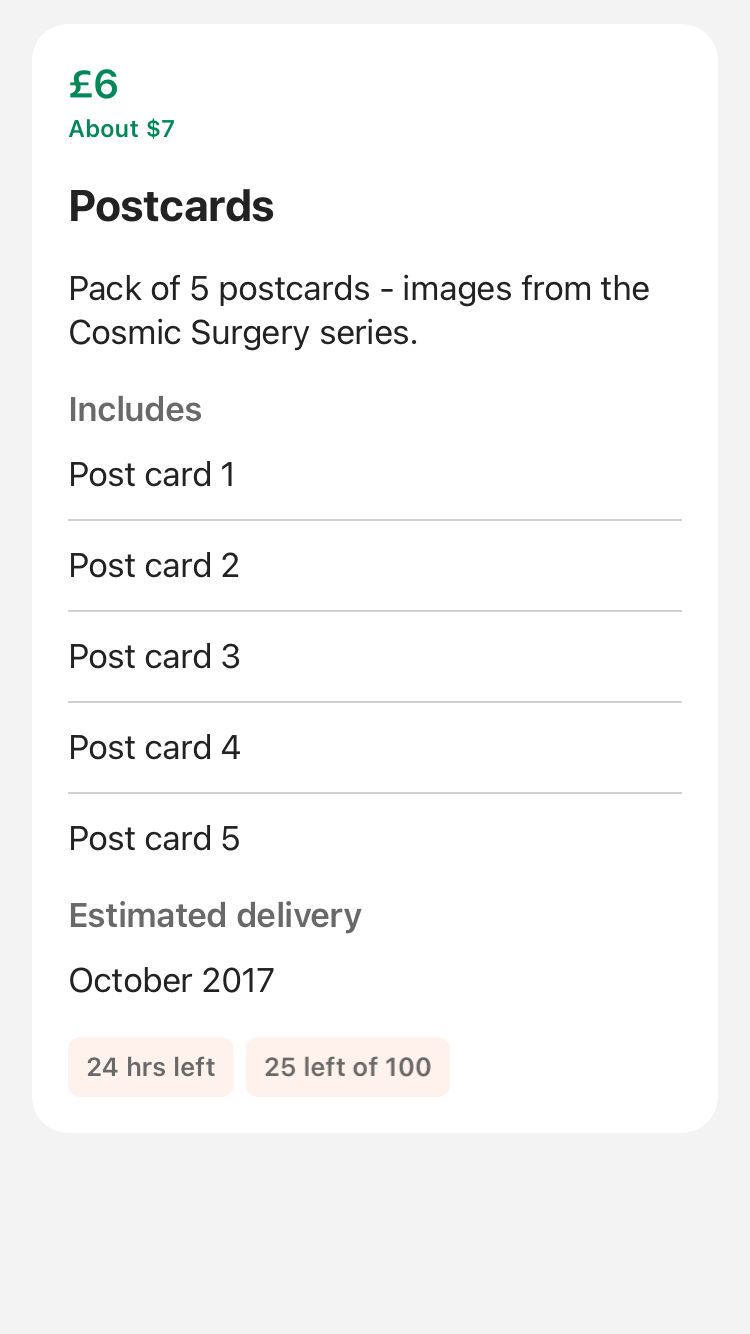 £6
About $7
Postcards
Pack of 5 postcards - images from the
Cosmic Surgery series.
Includes
Post card 1
Post card 2
Post card 3
Post card 4
Post card 5
Estimated delivery
October 2017
24 hrs left
25 left of 100